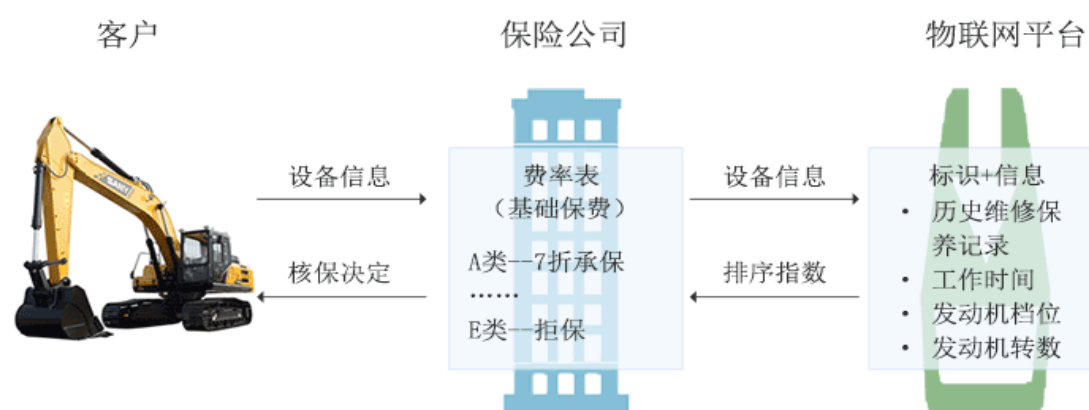 客户
保险公司
物联网平台
设备信息
核保决定
费率表
（基础保费）
A类--7折承保
……
E类--拒保
设备信息
排序指数
标识+信息
• 历史维修保
养记录
• 工作时间
• 发动机档位
• 发动机转数
SANY